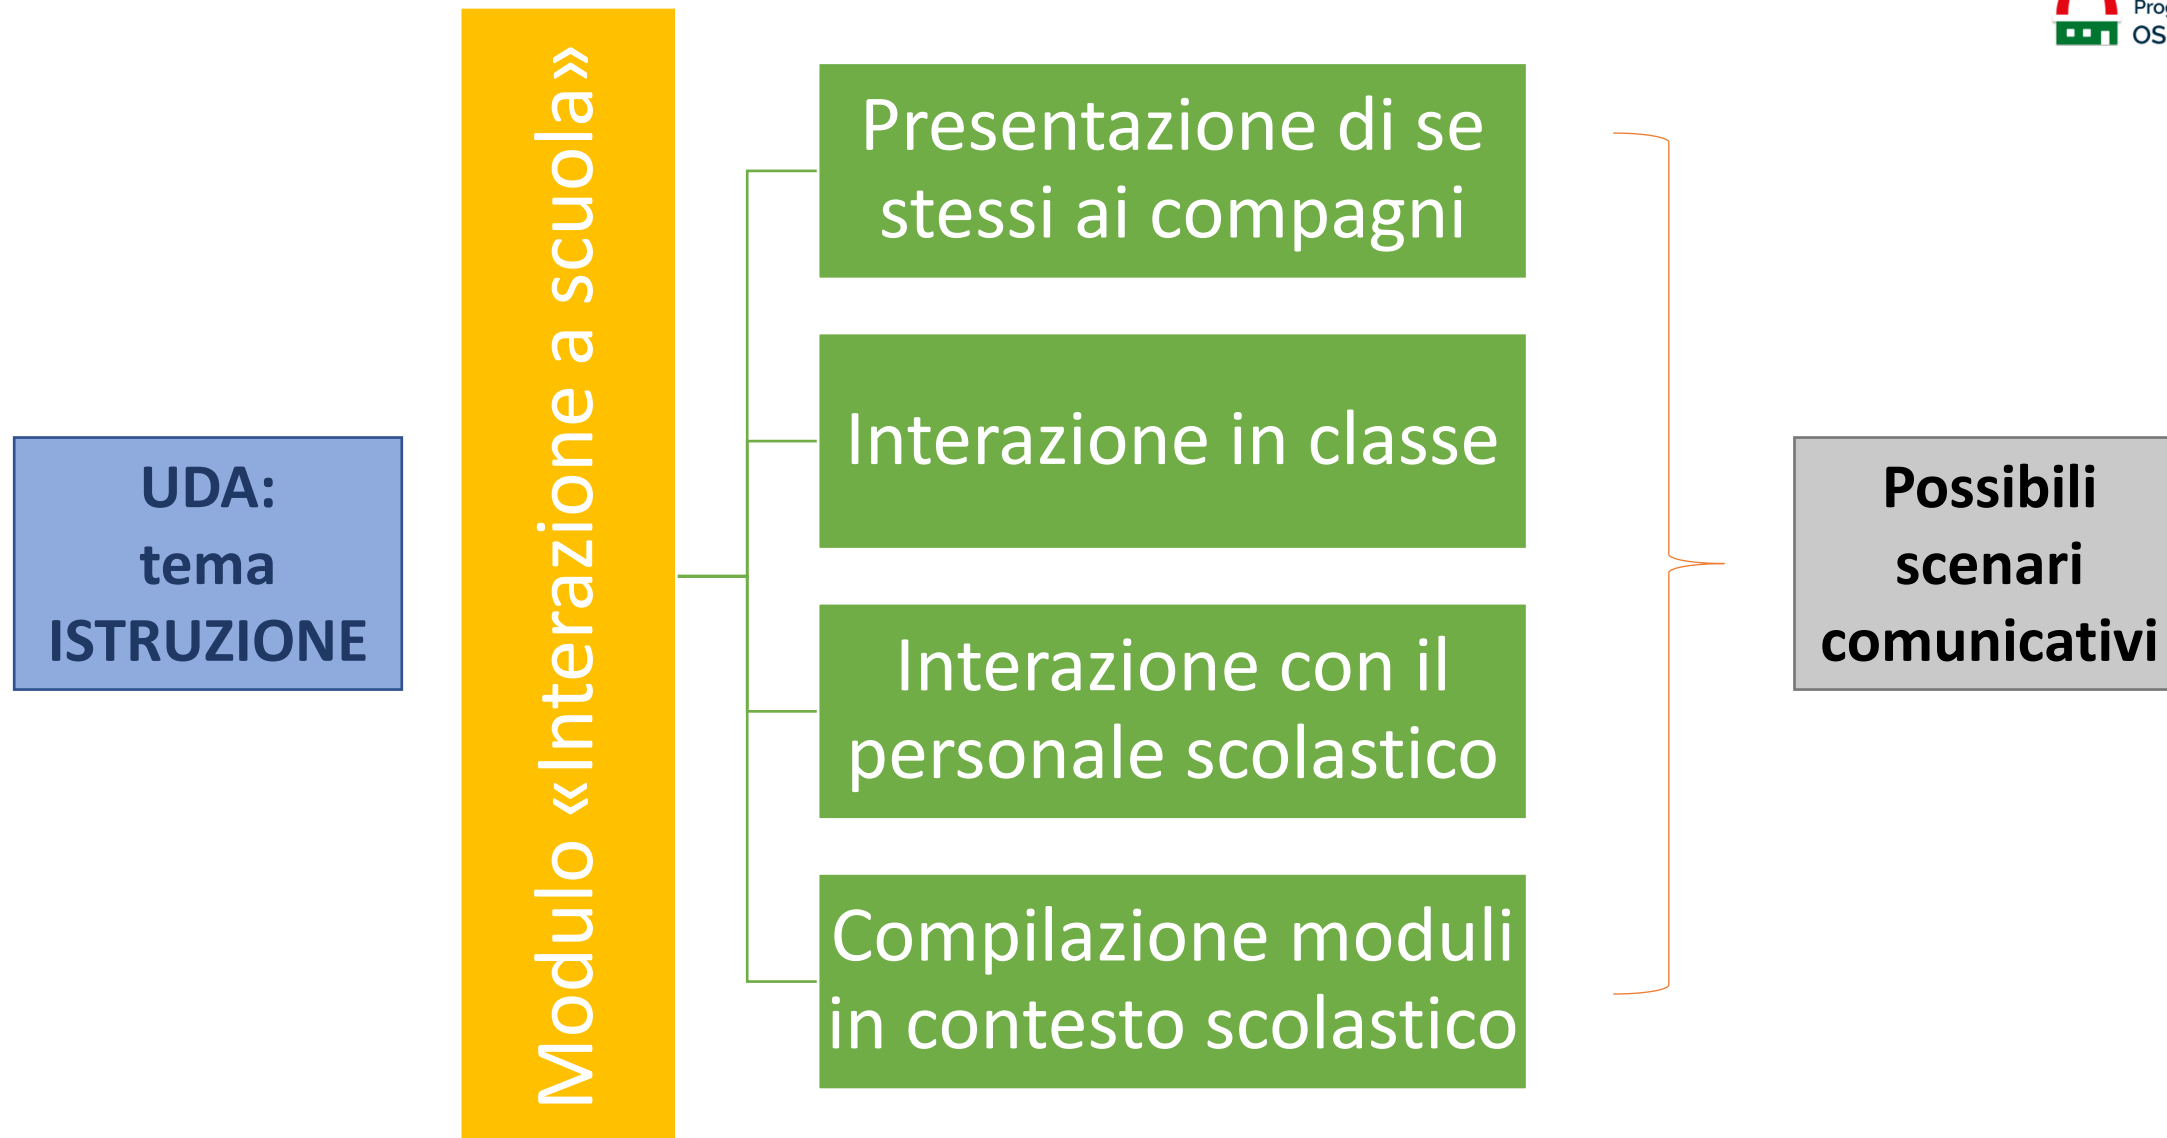 UDA:
tema
ISTRUZIONE
Modulo «Interazione a scuola»
Presentazione di se
stessi ai compagni
Interazione in classe
Interazione con il
personale scolastico
Compilazione moduli
in contesto scolastico
Possibili
scenari
comunicativi